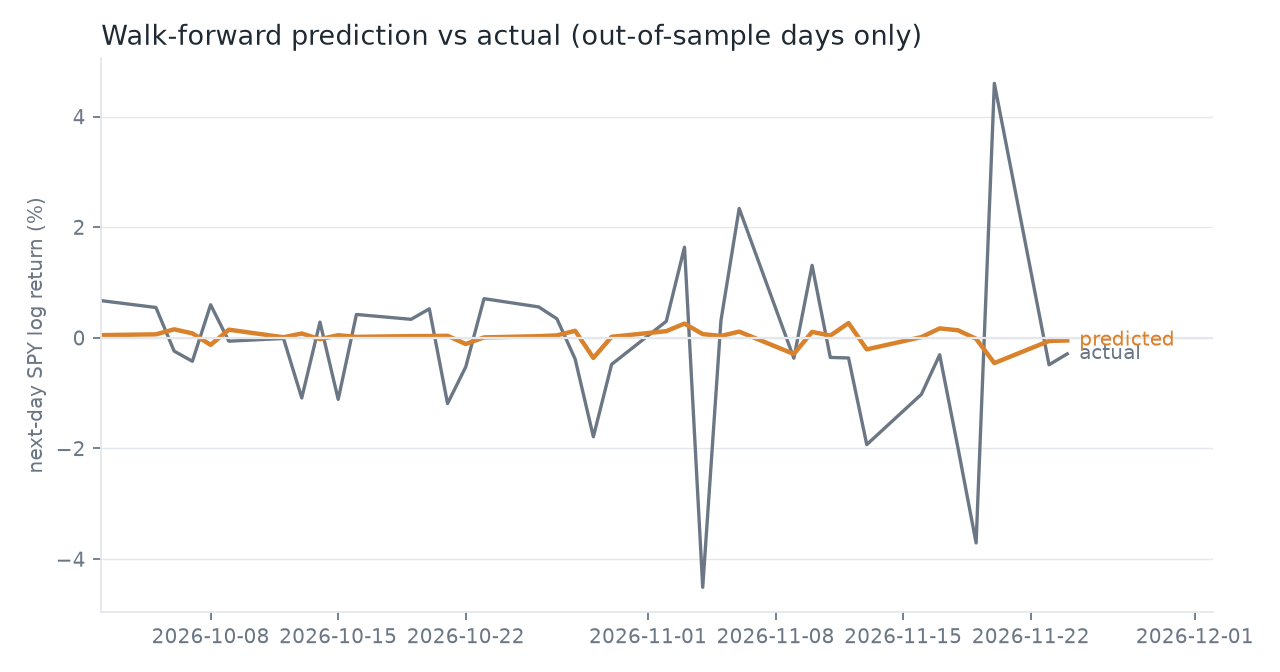 Walk-forward prediction vs actual (out-of-sample days only)
next-day SPY log return (%)
4
2
0
−2
−4
predicted
actual
2026-10-08 2026-10-15 2026-10-22 2026-11-01 2026-11-08 2026-11-15 2026-11-22 2026-12-01